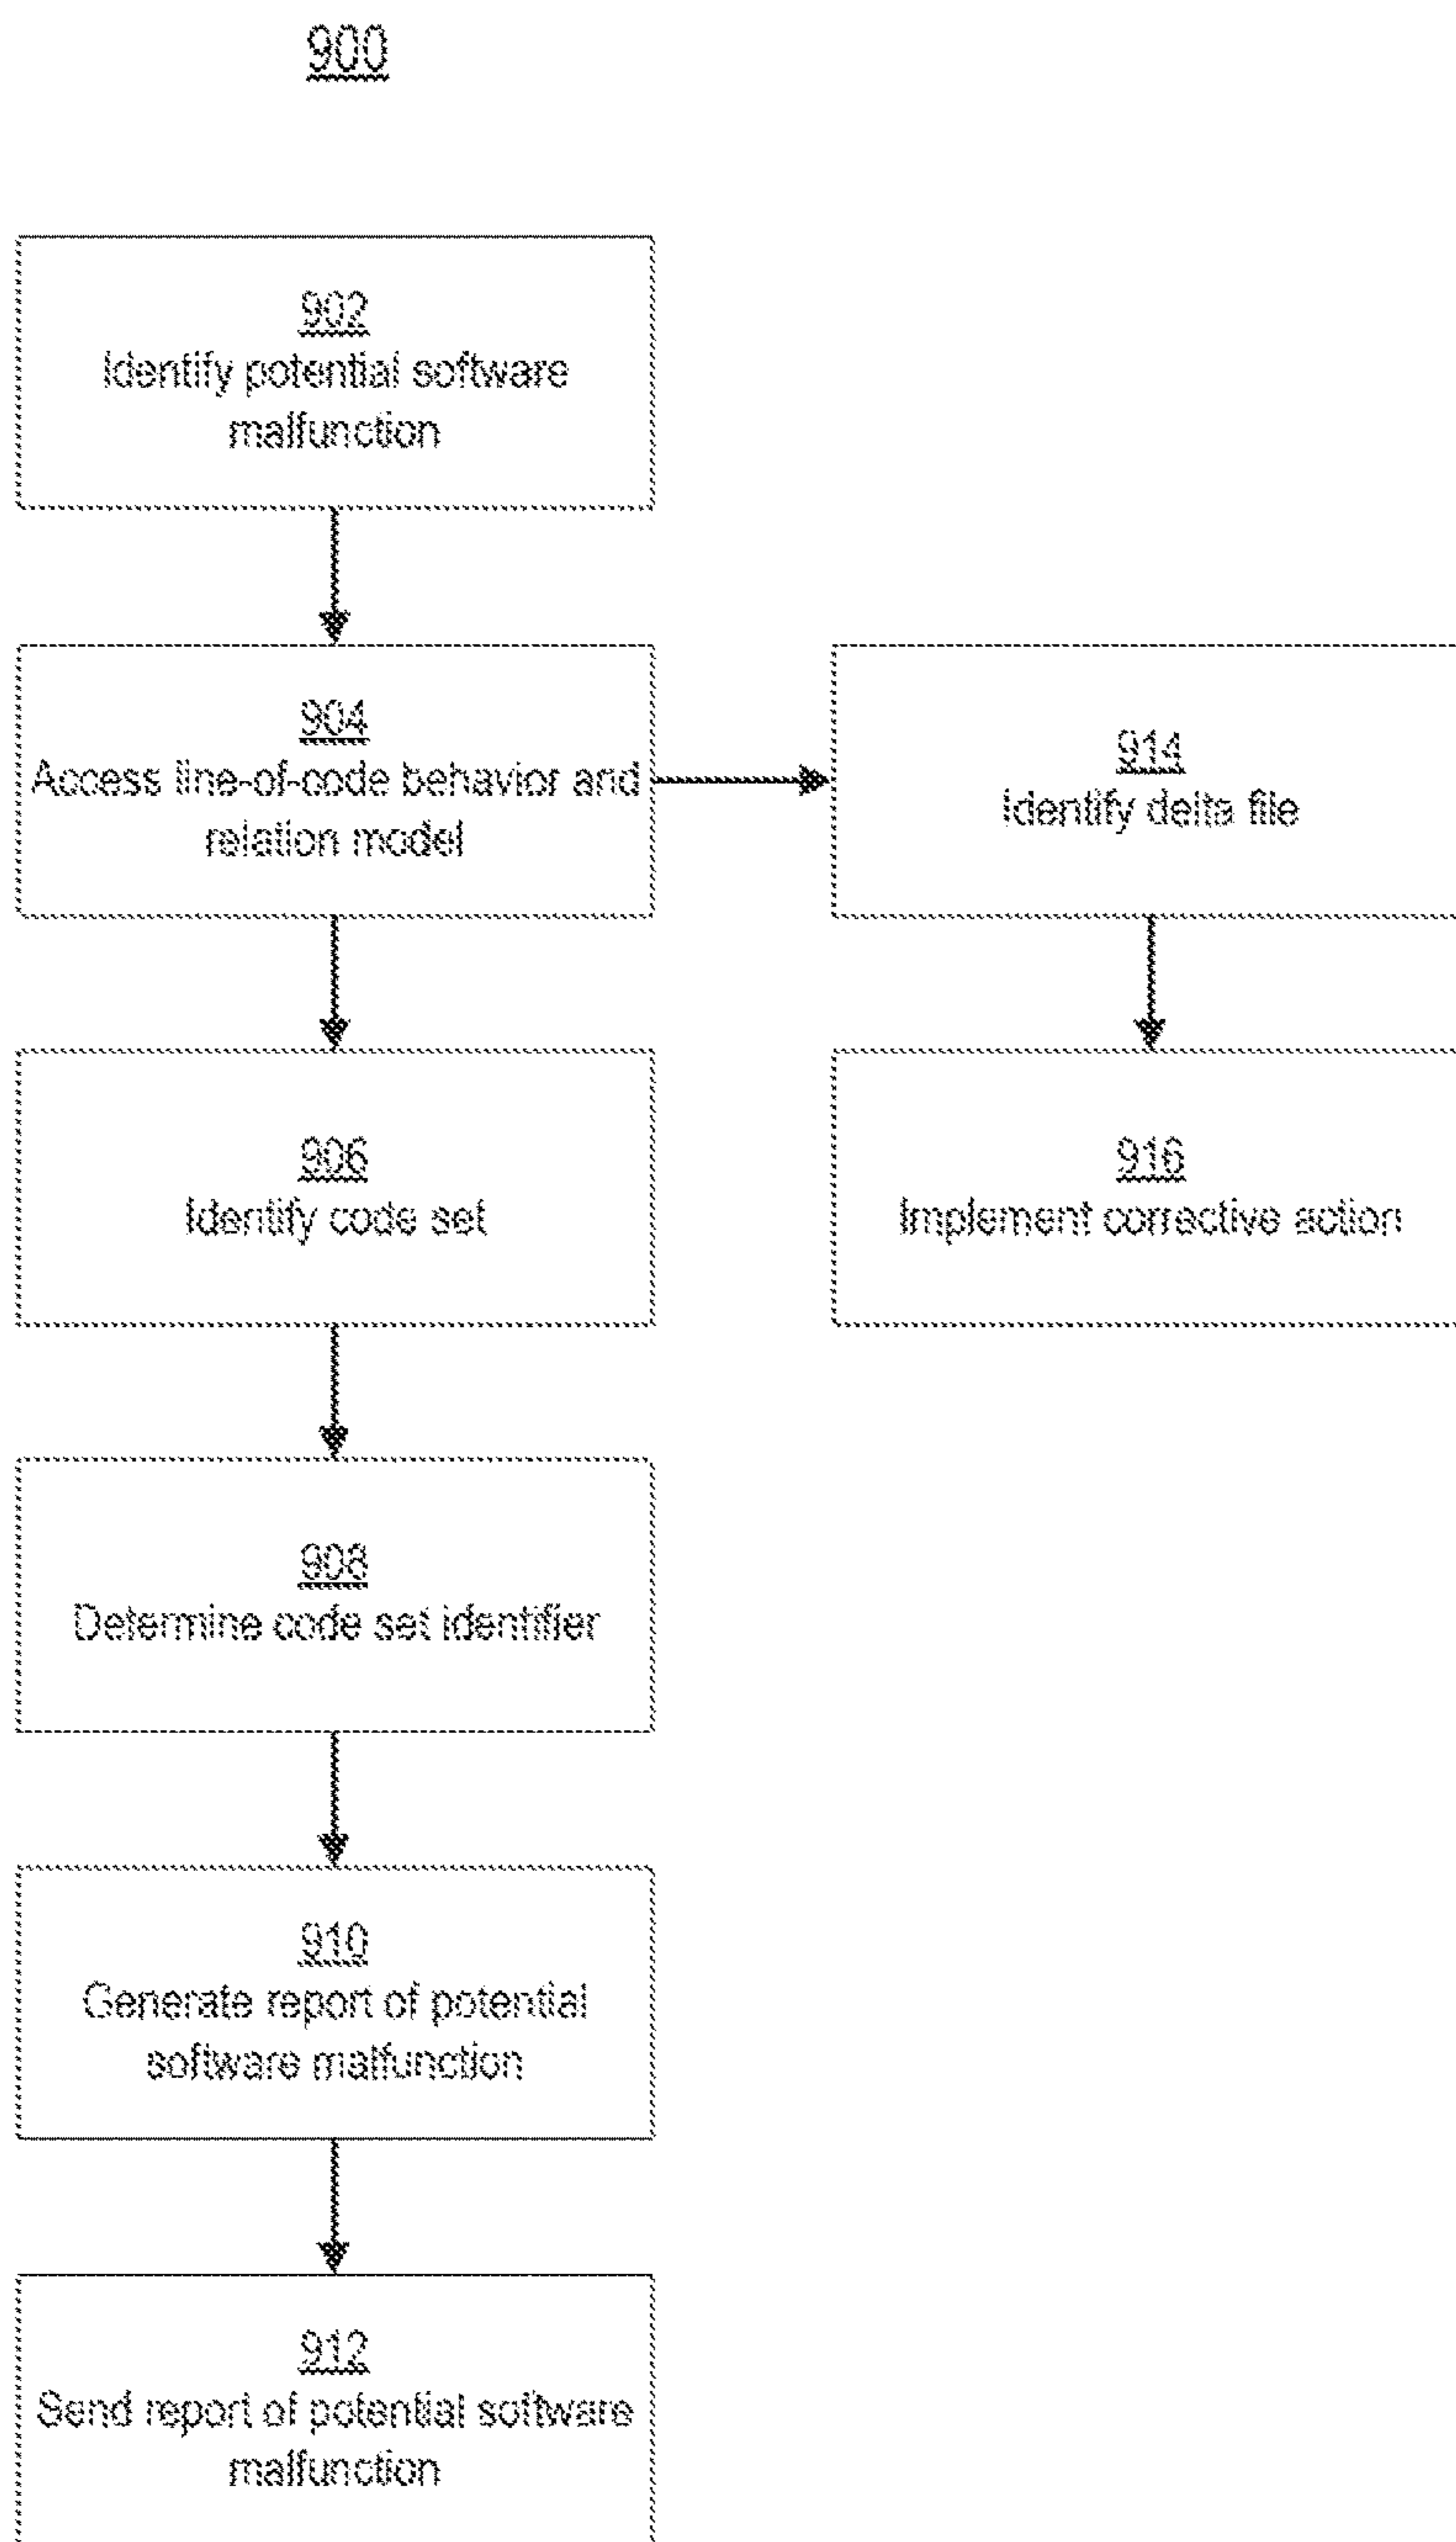 900
902
Identify potential software
malfunction
904
Access line-of-code behavior and
relation model
914
Identify delta file
906
Identify code set
916
Implement corrective action
908
Determine code set identifier
910
Generate report of potential
software malfunction
912
Send report of potential software
malfunction